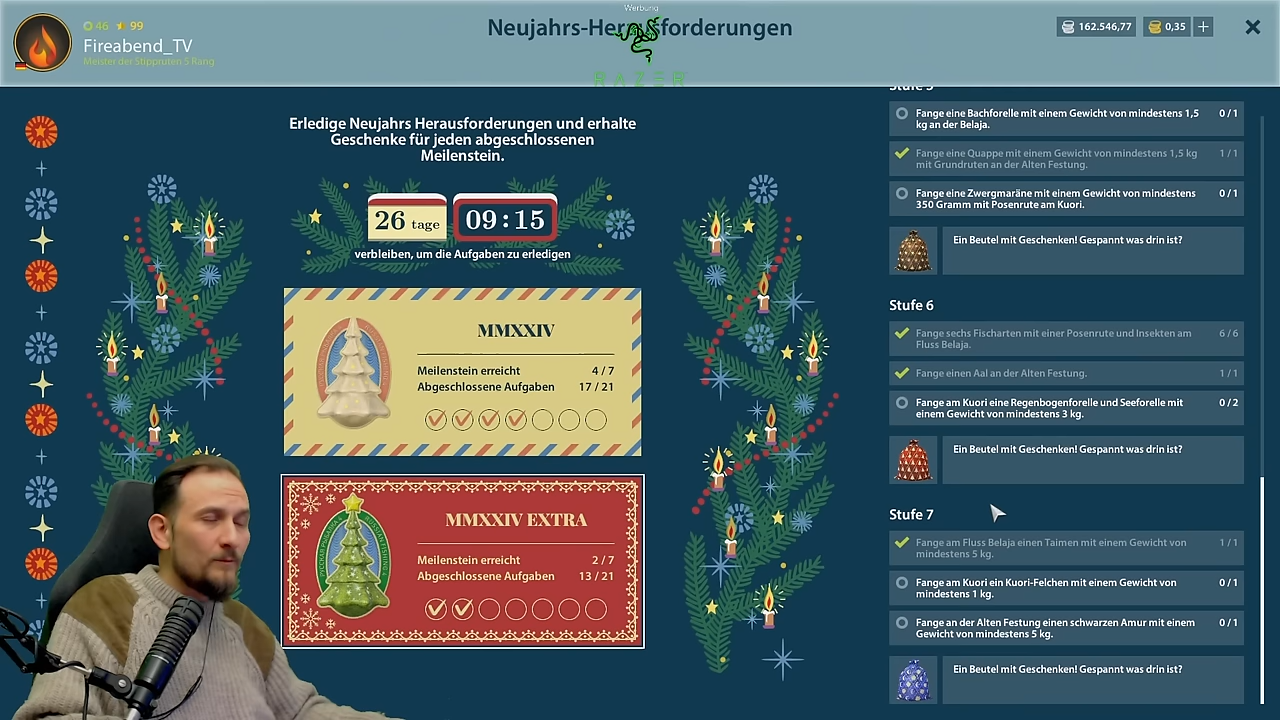 Werbung
46 99
Fireabend_TV
Meister der Stippruten 5 Rang
Neujahrs-Herausforderungen
RAZER
162.546,77
0,35
Erledige Neujahrs Herausforderungen und erhalte
Geschenke für jeden abgeschlossenen
Meilenstein.
26 tage 09:15
verbleiben, um die Aufgaben zu erledigen
MMXXIV
Meilenstein erreicht 4 / 7
Abgeschlossene Aufgaben 17 / 21
MMXXIV EXTRA
Meilenstein erreicht 2 / 7
Abgeschlossene Aufgaben 13 / 21
Fange eine Bachforelle mit einem Gewicht von mindestens 1,5 0 / 1
kg an der Belaja.
Fange eine Quappe mit einem Gewicht von mindestens 1,5 kg 1 / 1
mit Grundruten an der Alten Festung.
Fange eine Zwergmaräne mit einem Gewicht von mindestens 0 / 1
350 Gramm mit Posenrute am Kuori.
Ein Beutel mit Geschenken! Gespannt was drin ist?
Stufe 6
Fange sechs Fischarten mit einer Posenrute und Insekten am 6 / 6
Fluss Belaja.
Fange einen Aal an der Alten Festung. 1 / 1
Fange am Kuori eine Regenbogenforelle und Seeforelle mit 0 / 2
einem Gewicht von mindestens 3 kg.
Ein Beutel mit Geschenken! Gespannt was drin ist?
Stufe 7
Fange am Fluss Belaja einen Taimen mit einem Gewicht von 1 / 1
mindestens 5 kg.
Fange am Kuori ein Kuori-Felchen mit einem Gewicht von 0 / 1
mindestens 1 kg.
Fange an der Alten Festung einen schwarzen Amur mit einem 0 / 1
Gewicht von mindestens 5 kg.
Ein Beutel mit Geschenken! Gespannt was drin ist?